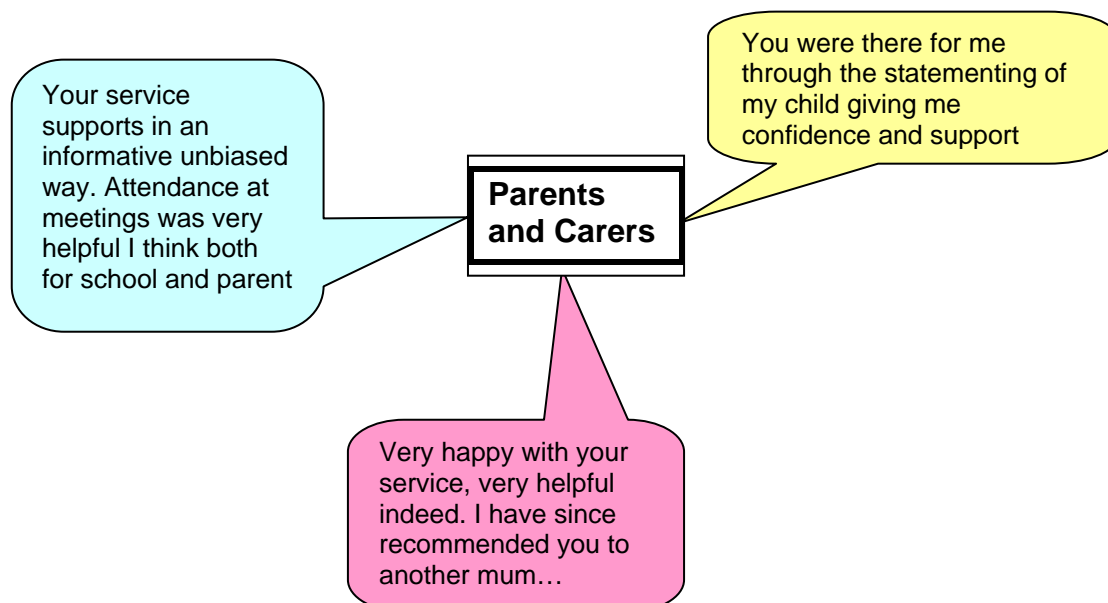 Your service
supports in an
informative unbiased
way. Attendance at
meetings was very
helpful I think both
for school and parent
You were there for me
through the statementing of
my child giving me
confidence and support
Parents
and Carers
Very happy with your
service, very helpful
indeed. I have since
recommended you to
another mum…